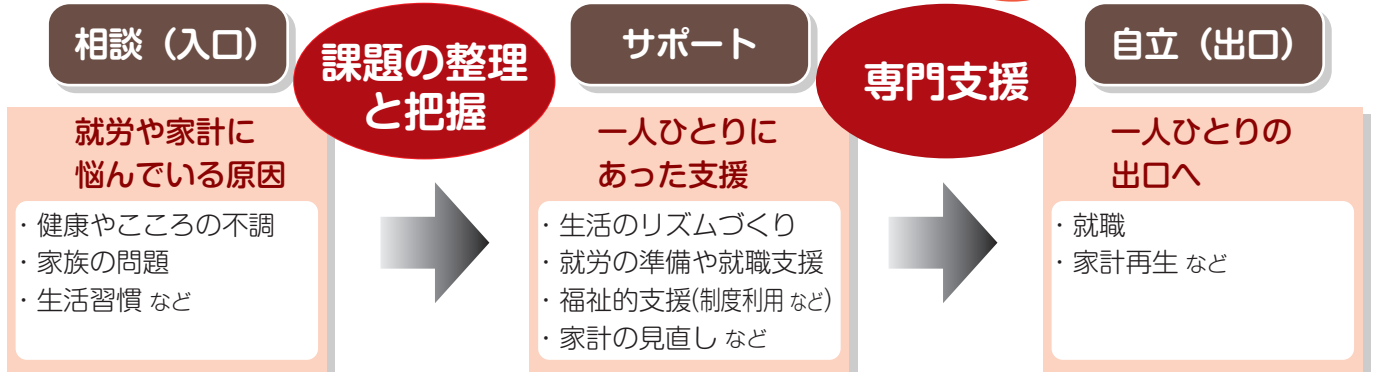 相談（入口）
課題の整理
と把握
サポート
専門支援
自立（出口）
就労や家計に
悩んでいる原因
・健康やこころの不調
・家族の問題
・生活習慣 など
一人ひとりに
あった支援
・生活のリズムづくり
・就労の準備や就職支援
・福祉的支援(制度利用 など)
・家計の見直し など
一人ひとりの
出口へ
・就職
・家計再生 など